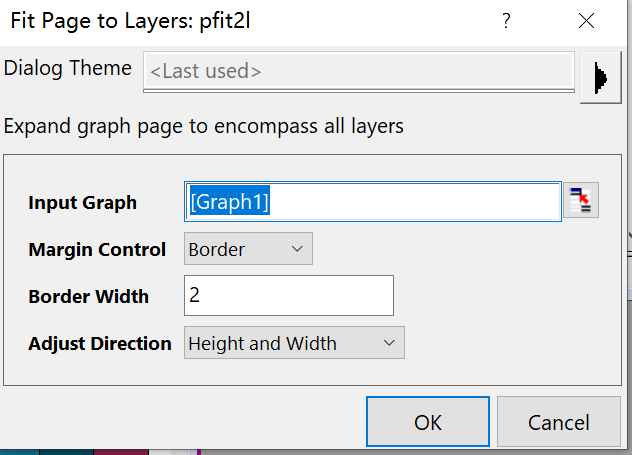 Fit Page to Layers: pfit2l
?
Dialog Theme <Last used>
Expand graph page to encompass all layers
Input Graph [Graph1]
Margin Control Border
Border Width 2
Adjust Direction Height and Width
OK Cancel